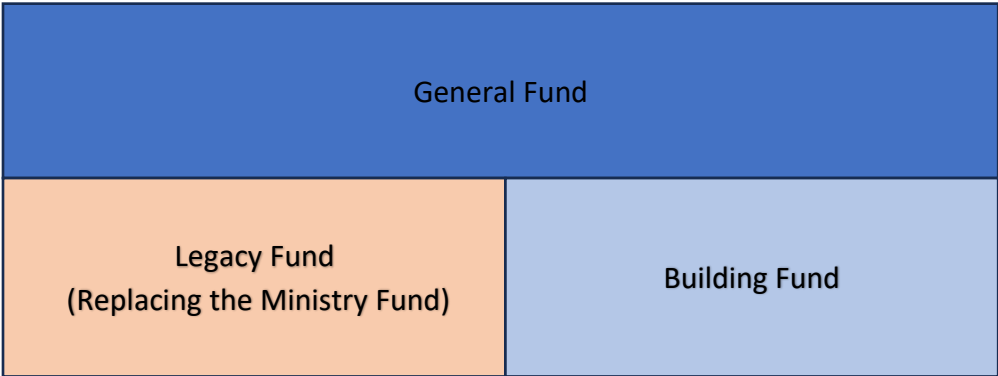 General Fund
Legacy Fund
(Replacing the Ministry Fund)
Building Fund